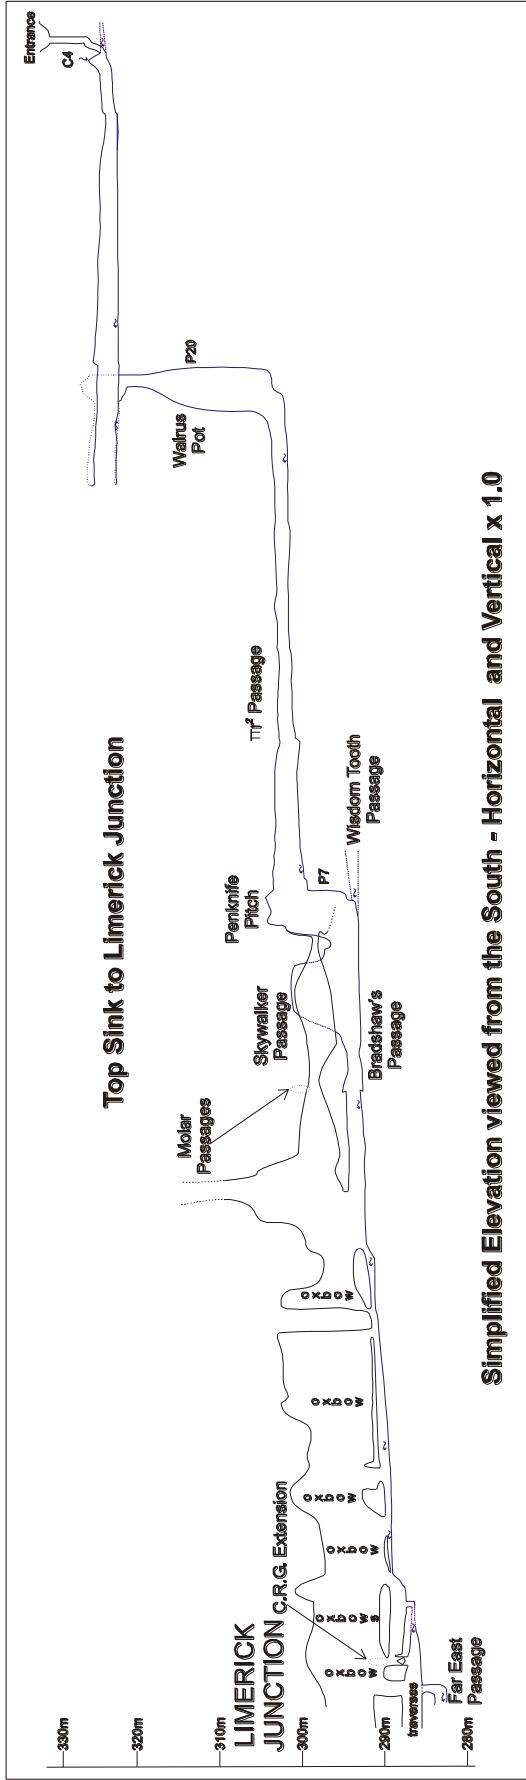 Top Sink to Limerick Junction
Entrance
C4
P20
Walrus
Pot
πr² Passage
Penknife
Pitch
P7
Wisdom Tooth
Passage
Skywalker
Passage
Bradshaw's
Passage
Molar
Passages
oxbow
oxbow
oxbow
oxbow
oxbows
oxbow
C.R.G. Extension
LIMERICK
JUNCTION
traverses
Far East
Passage
330m
320m
310m
300m
290m
280m
Simplified Elevation viewed from the South - Horizontal and Vertical x 1.0